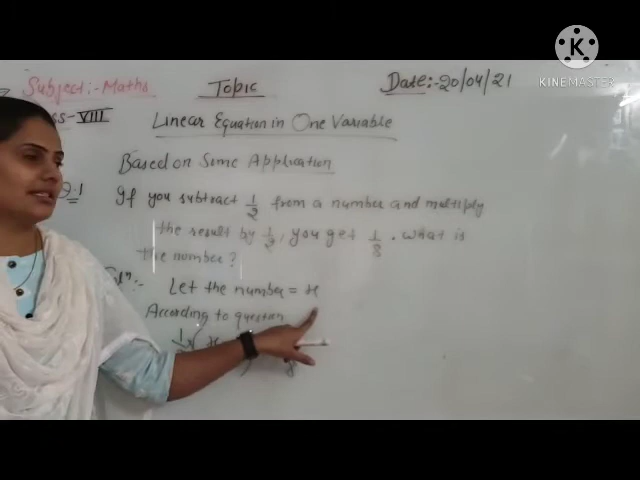 KINEMASTER
Subject:- Maths
Topic
Date:-20/04/21
VIII
Linear Equation in One Variable
Based on Some Application
Q.1 If you subtract 1/2 from a number and multiply
the result by 1/2, you get 1/8. what is
the number?
Solⁿ:- Let the number = x
According to question